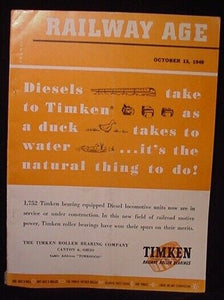 RAILWAY AGE
OCTOBER 15, 1949
Diesels take
to Timken as
a duck takes to
water ...it's the
natural thing to do!
1,752 Timken bearing equipped Diesel locomotive units now are in
service or under construction. In this new field of railroad motive
power, Timken roller bearings have won their spurs on their merits.
THE TIMKEN ROLLER BEARING COMPANY
CANTON 6, OHIO
TIMKEN
RAILWAY ROLLER BEARINGS